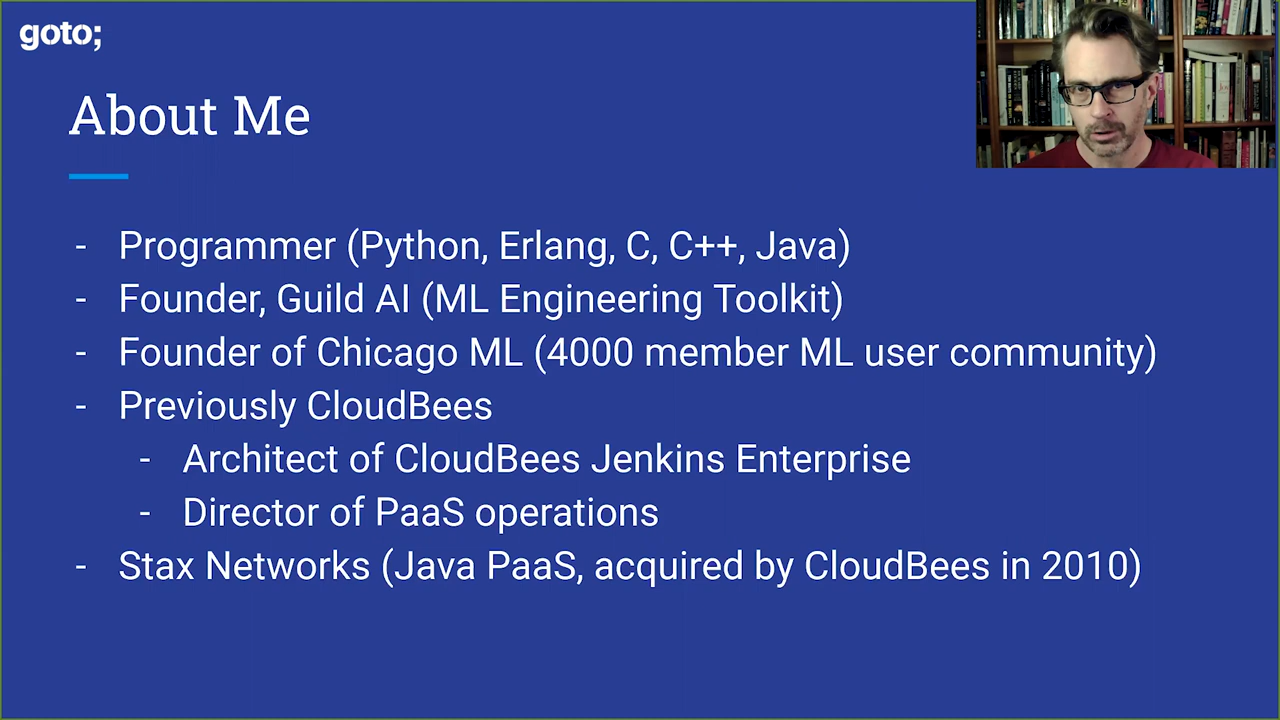 goto;
About Me
- Programmer (Python, Erlang, C, C++, Java)
- Founder, Guild AI (ML Engineering Toolkit)
- Founder of Chicago ML (4000 member ML user community)
- Previously CloudBees
- Architect of CloudBees Jenkins Enterprise
- Director of PaaS operations
- Stax Networks (Java PaaS, acquired by CloudBees in 2010)